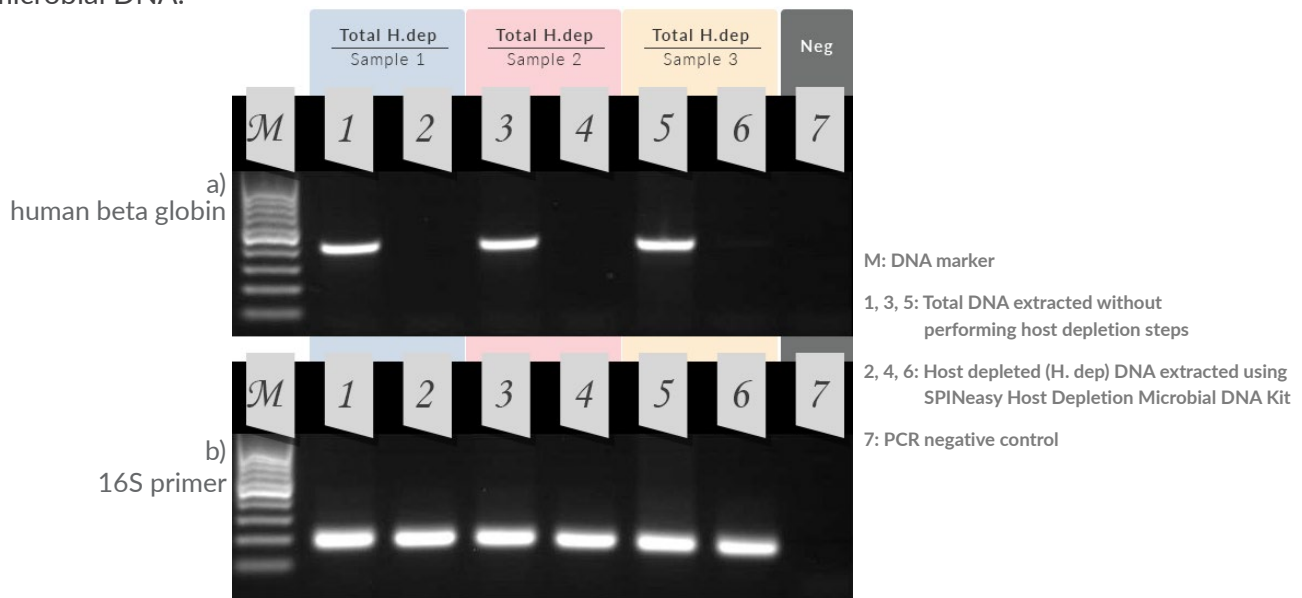 microbial DNA.
Total H.dep Total H.dep Total H.dep Neg
Sample 1 Sample 2 Sample 3
M 1 2 3 4 5 6 7
a)
human beta globin
M: DNA marker
1, 3, 5: Total DNA extracted without
performing host depletion steps
M 1 2 3 4 5 6 7
2, 4, 6: Host depleted (H. dep) DNA extracted using
SPINeasy Host Depletion Microbial DNA Kit
7: PCR negative control
b)
16S primer